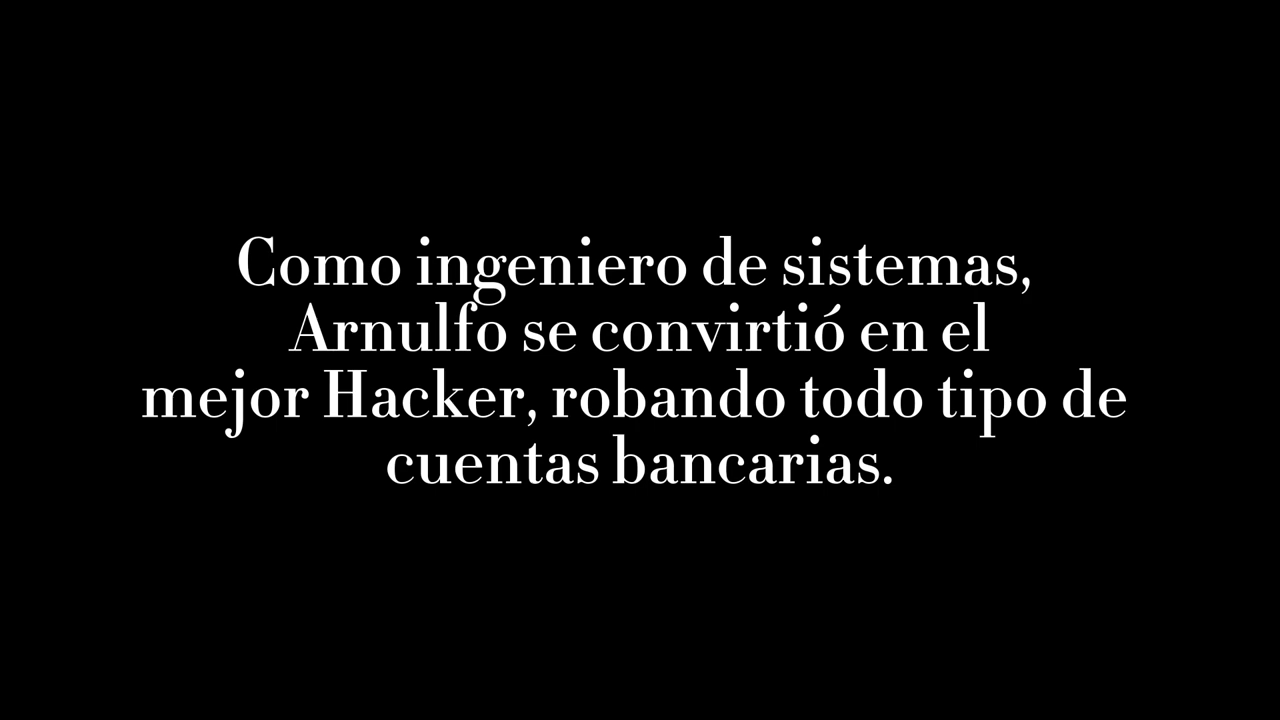 Como ingeniero de sistemas,
Arnulfo se convirtió en el
mejor Hacker, robando todo tipo de
cuentas bancarias.